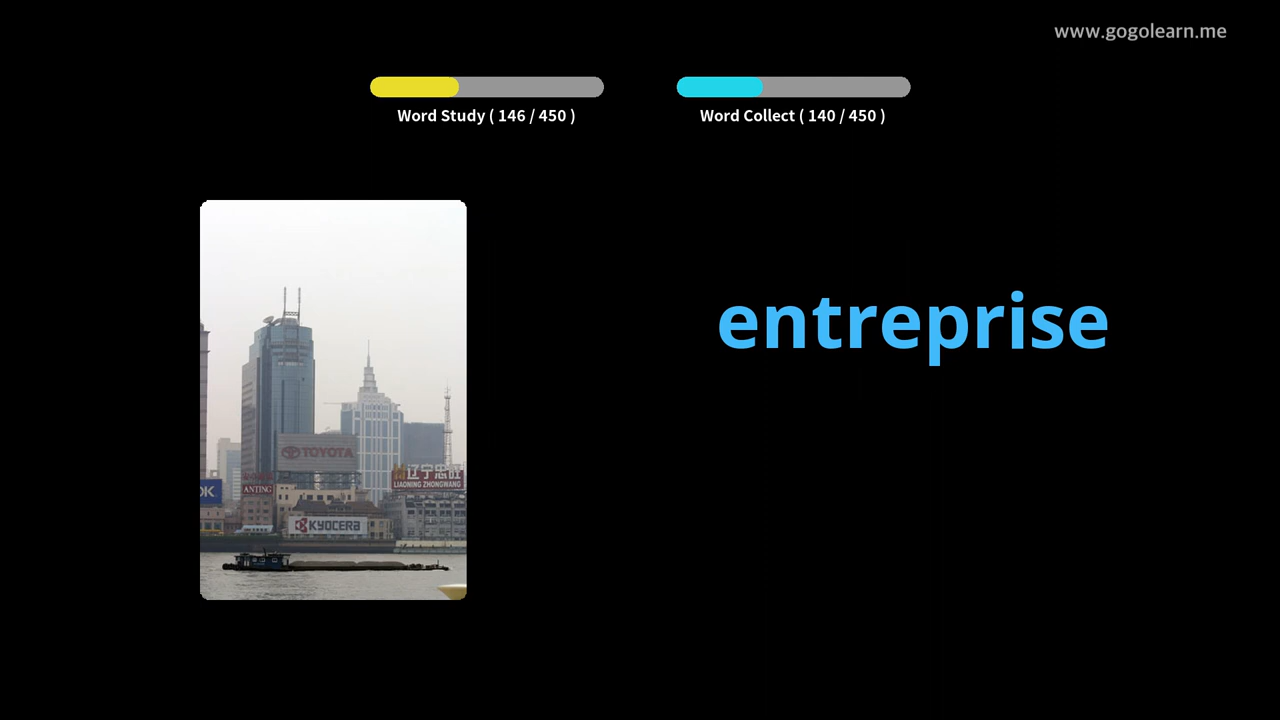 www.gogolearn.me
Word Study ( 146 / 450 )
Word Collect ( 140 / 450 )
entreprise
TOYOTA
辽宁忠旺
LIAONING ZHONGWANG
OK
ANTING
KYOCERA